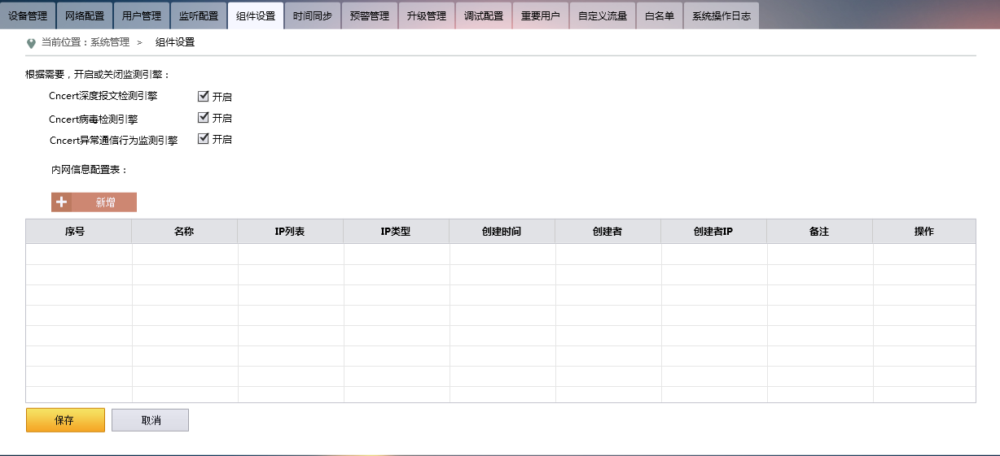 设备管理 网络配置 用户管理 监听配置 组件设置 时间同步 预警管理 升级管理 调试配置 重要用户 自定义流量 白名单 系统操作日志
当前位置：系统管理 > 组件设置
根据需要，开启或关闭监测引擎：
Cncert深度报文检测引擎 开启
Cncert病毒检测引擎 开启
Cncert异常通信行为监测引擎 开启
内网信息配置表：
新增
序号 名称 IP列表 IP类型 创建时间 创建者 创建者IP 备注 操作
保存 取消